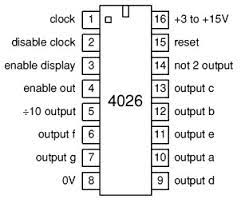 clock 1 16 +3 to +15V
disable clock 2 15 reset
enable display 3 14 not 2 output
enable out 4 13 output c
4026
÷10 output 5 12 output b
output f 6 11 output e
output g 7 10 output a
0V 8 9 output d